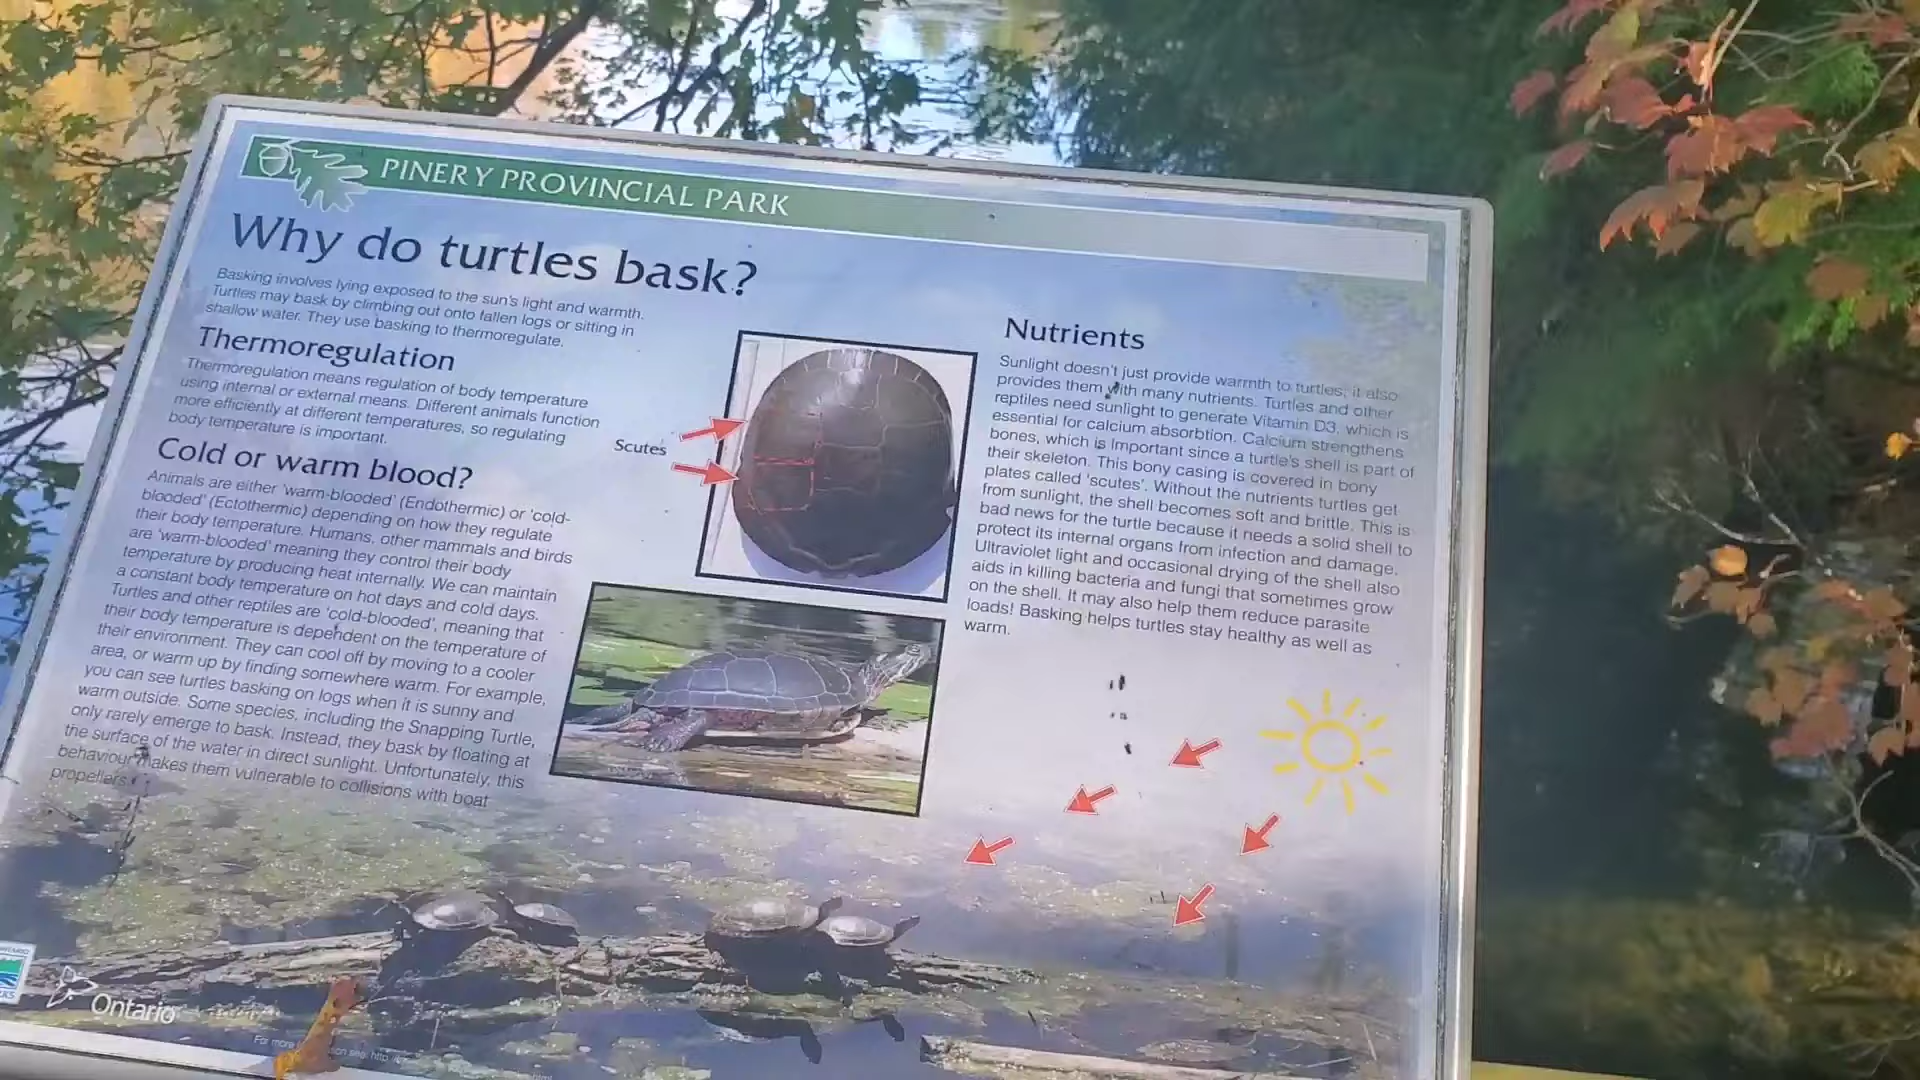 PINERY PROVINCIAL PARK
Why do turtles bask?
Basking involves lying exposed to the sun's light and warmth.
Turtles may bask by climbing out onto fallen logs or sitting in
shallow water. They use basking to thermoregulate.
Thermoregulation
Thermoregulation means regulation of body temperature
using internal or external means. Different animals function
more efficiently at different temperatures, so regulating
body temperature is important.
Cold or warm blood?
Animals are either 'warm-blooded' (Endothermic) or 'cold-
blooded' (Ectothermic) depending on how they regulate
their body temperature. Humans, other mammals and birds
are 'warm-blooded' meaning they control their body
temperature by producing heat internally. We can maintain
a constant body temperature on hot days and cold days.
Turtles and other reptiles are 'cold-blooded', meaning that
their body temperature is dependent on the temperature of
their environment. They can cool off by moving to a cooler
area, or warm up by finding somewhere warm. For example,
you can see turtles basking on logs when it is sunny and
warm outside. Some species, including the Snapping Turtle,
only rarely emerge to bask. Instead, they bask by floating at
the surface of the water in direct sunlight. Unfortunately, this
behaviour makes them vulnerable to collisions with boat
propellers.
Scutes
Nutrients
Sunlight doesn't just provide warmth to turtles; it also
provides them with many nutrients. Turtles and other
reptiles need sunlight to generate Vitamin D3, which is
essential for calcium absorbtion. Calcium strengthens
bones, which is important since a turtle's shell is part of
their skeleton. This bony casing is covered in bony
plates called 'scutes'. Without the nutrients turtles get
from sunlight, the shell becomes soft and brittle. This is
bad news for the turtle because it needs a solid shell to
protect its internal organs from infection and damage.
Ultraviolet light and occasional drying of the shell also
aids in killing bacteria and fungi that sometimes grow
on the shell. It may also help them reduce parasite
loads! Basking helps turtles stay healthy as well as
warm.
Ontario
For more